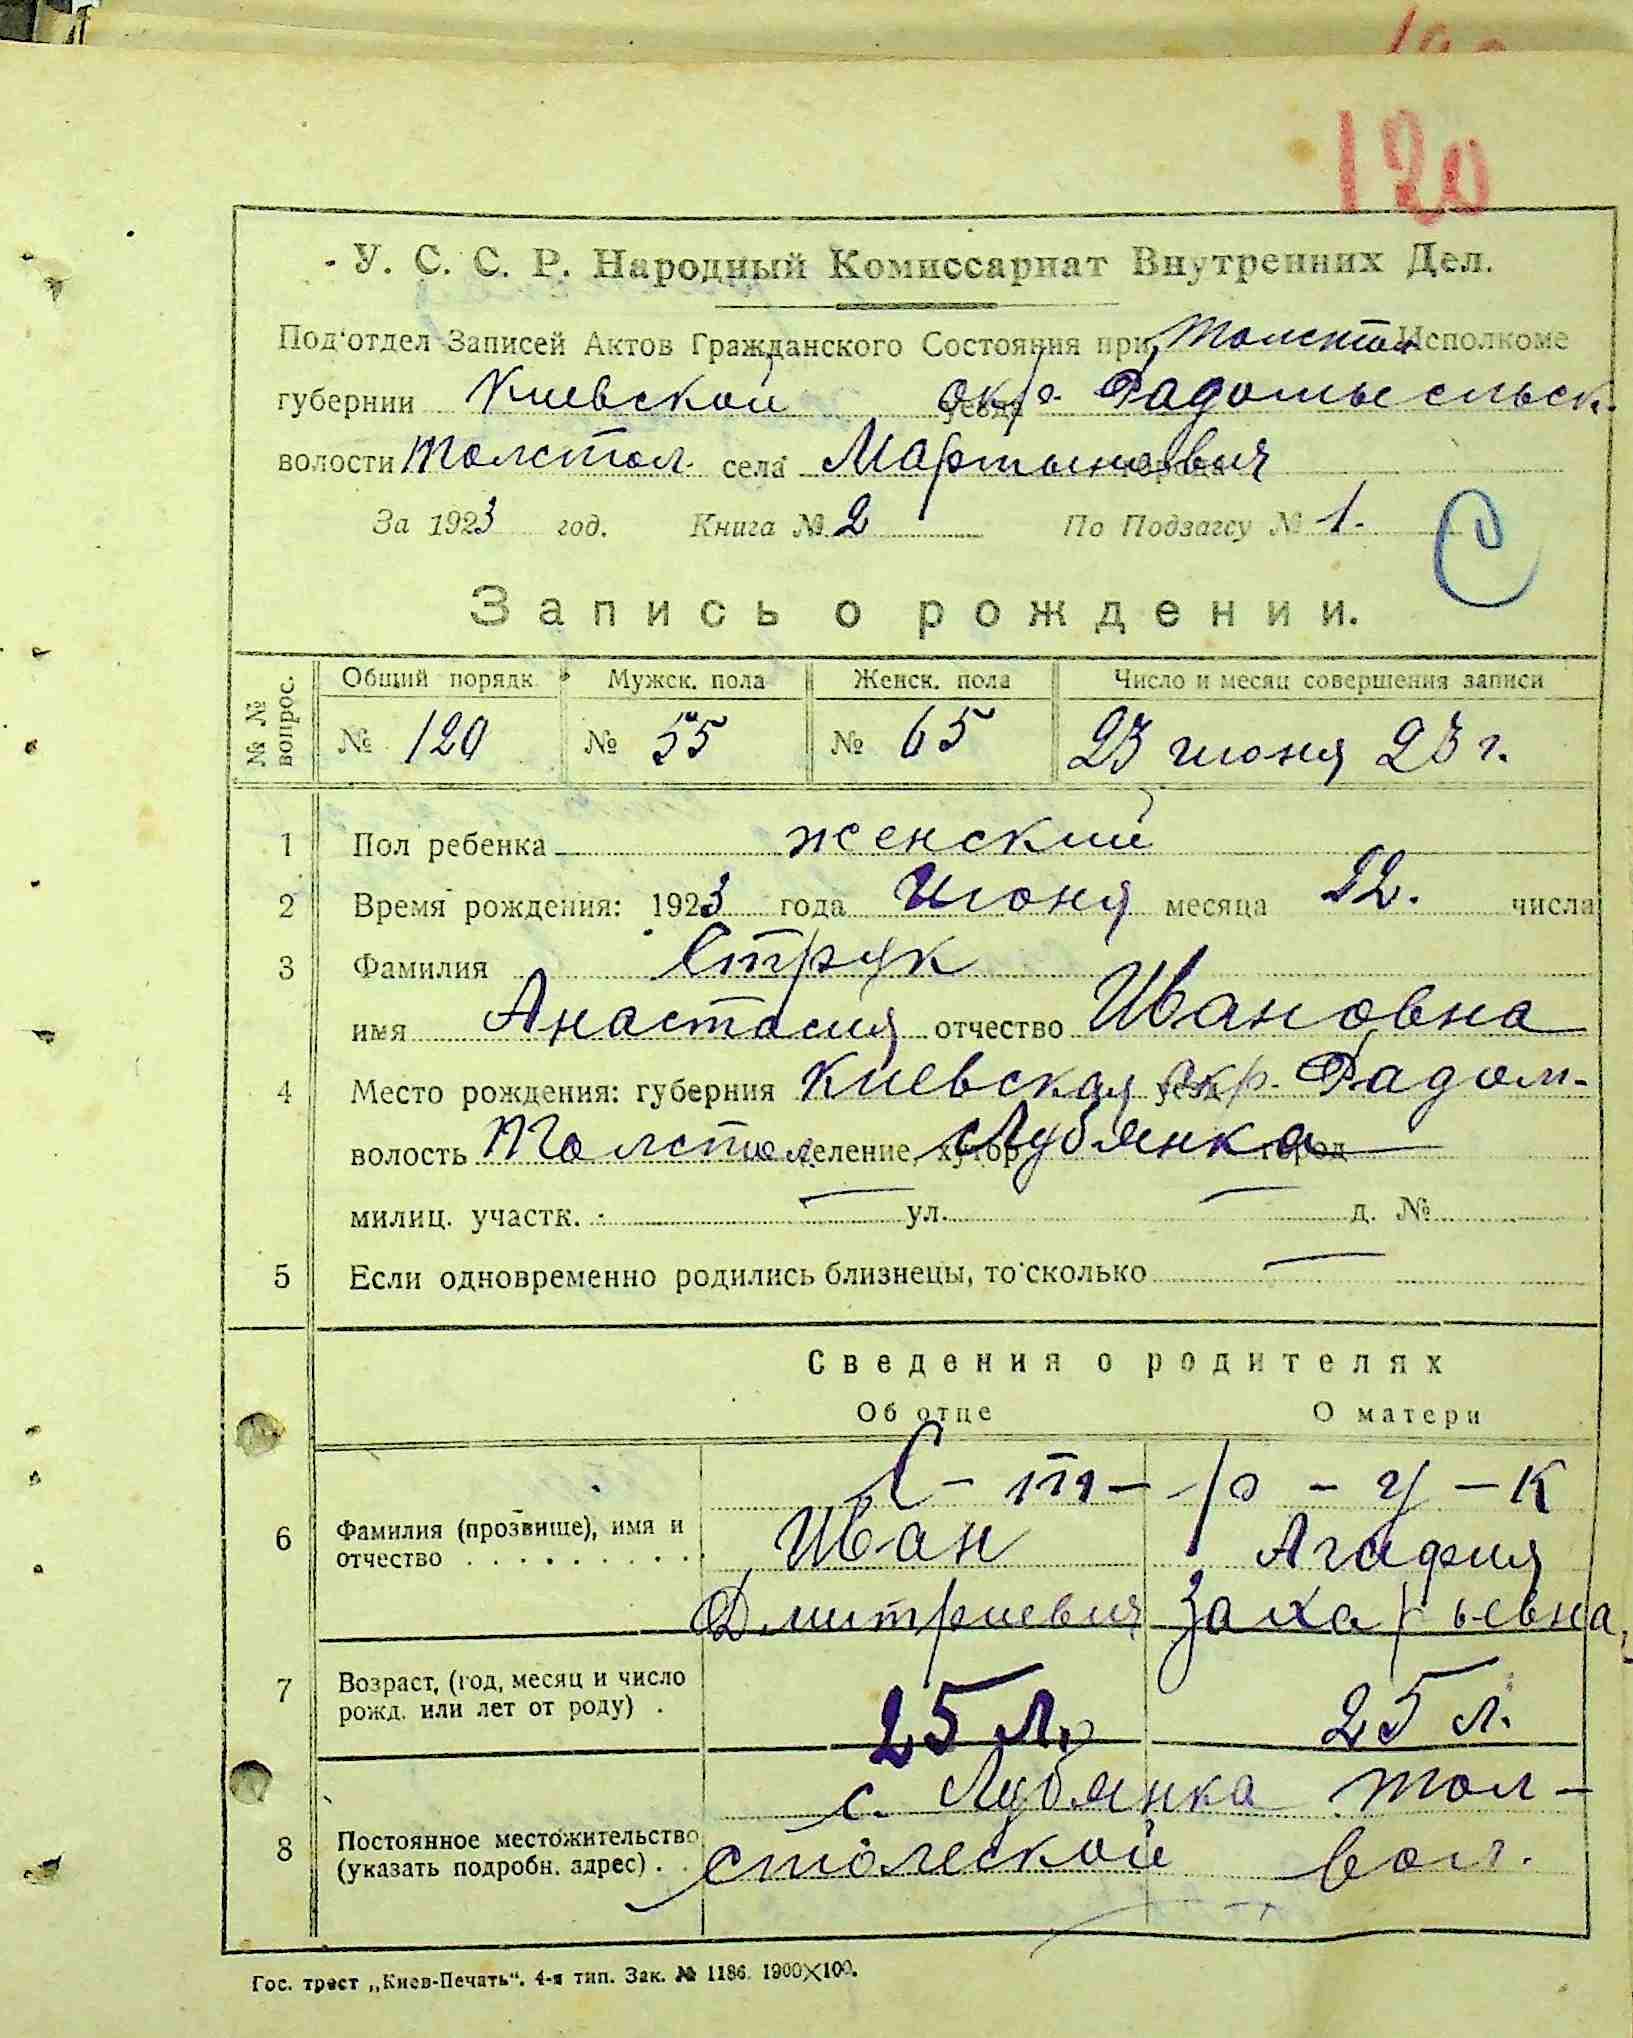 120
У. С. С. Р. Народный Комиссариат Внутренних Дел.
Под'отдел Записей Актов Гражданского Состояния при Толстол Исполкоме
губернии Киевской уезда окр. Радомысльск.
волости Толстол. села Мартынович
За 1923 год. Книга № 2 По Подзагсу № 1.
С
Запись о рождении.
№ № вопрос. Общий порядк Мужск. пола Женск. пола Число и месяц совершения записи
№ 120 № 55 № 65 23 июня 23 г.
1 Пол ребенка женский
2 Время рождения: 1923 года Июня месяца 22. числа
3 Фамилия Струк
имя Анастасия отчество Ивановна
4 Место рождения: губерния Киевская уезд окр. Радом-
волость Толстол селение, хутор Лубянка город
милиц. участк. — ул. — д. №
5 Если одновременно родились близнецы, то сколько —
Сведения о родителях
Об отце О матери
С - т - р - у - к
6 Фамилия (прозвище), имя и Иван Агафия
отчество
Дмитриевич Захарьевна
7 Возраст, (год, месяц и число
рожд. или лет от роду) . 25 л. 25 л.
с. Лубянка Тол-
8 Постоянное местожительство
(указать подробн. адрес) . . столеской вол.
Гос. трест „Киев-Печать“. 4-я тип. Зак. № 1186. 1900×100.